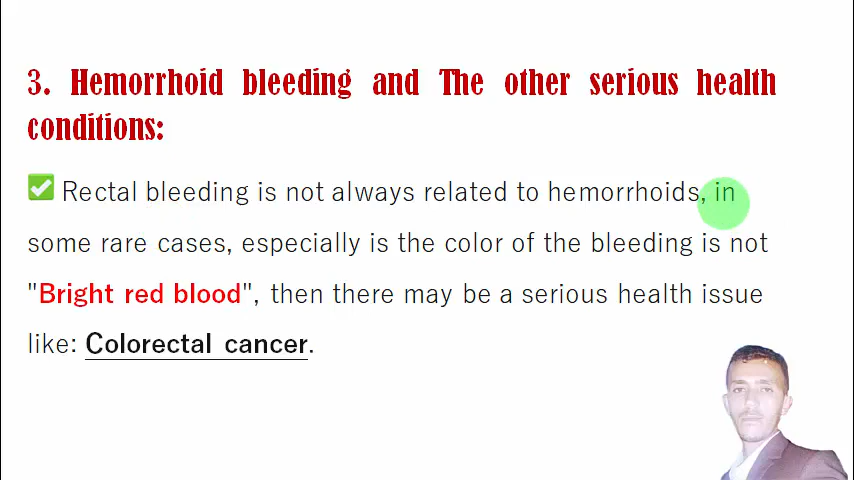 3. Hemorrhoid bleeding and The other serious health
conditions:
✅ Rectal bleeding is not always related to hemorrhoids, in
some rare cases, especially is the color of the bleeding is not
"Bright red blood", then there may be a serious health issue
like: Colorectal cancer.